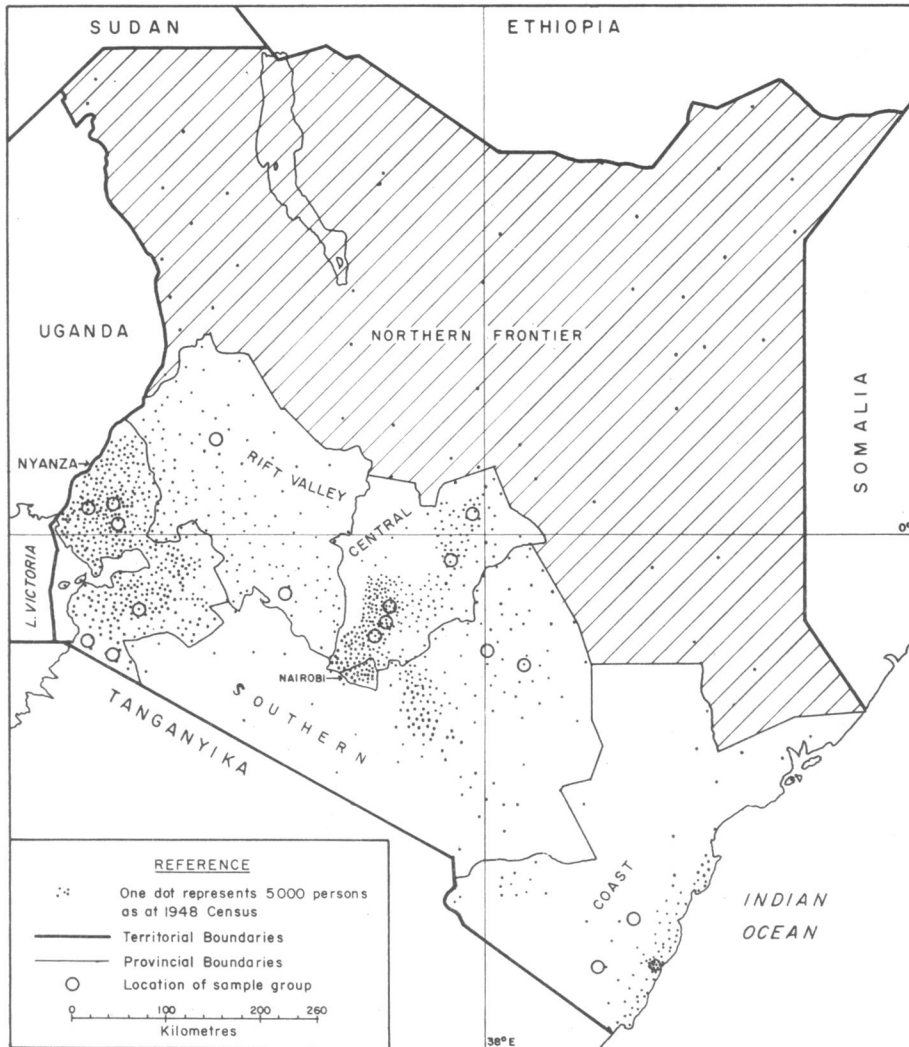 SUDAN
ETHIOPIA
UGANDA
NORTHERN FRONTIER
SOMALIA
NYANZA
RIFT VALLEY
CENTRAL
0°
L. VICTORIA
NAIROBI
SOUTHERN
TANGANYIKA
COAST
INDIAN
OCEAN
REFERENCE
One dot represents 5000 persons
as at 1948 Census
Territorial Boundaries
Provincial Boundaries
Location of sample group
0 100 200 260
Kilometres
38°E